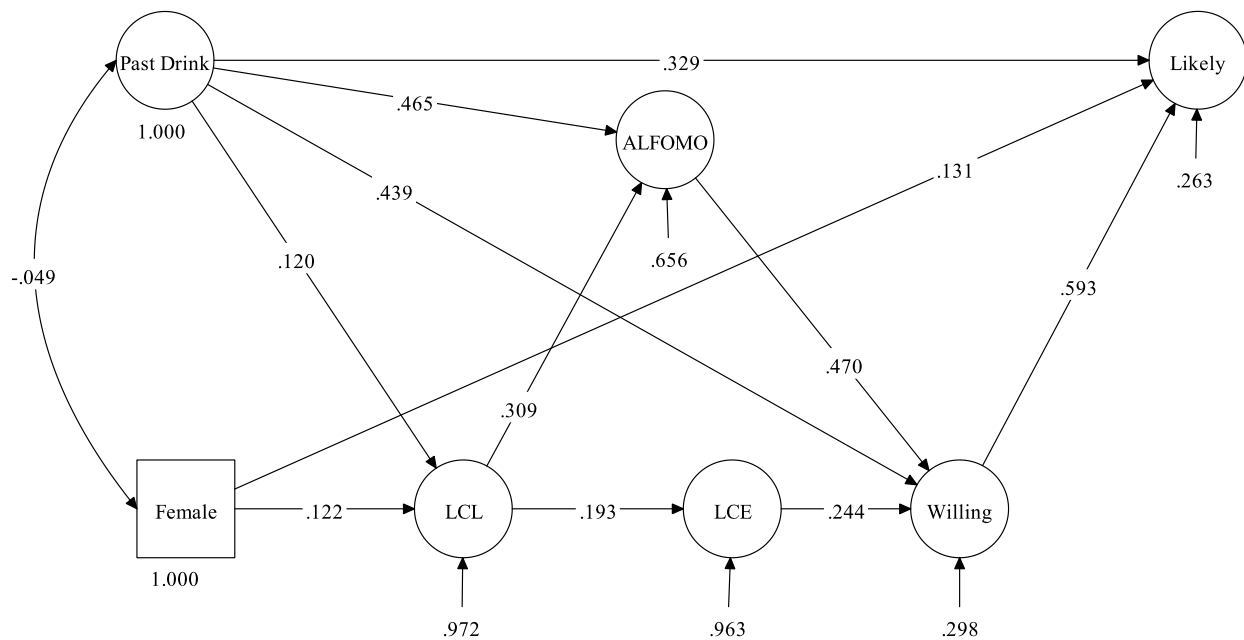 Past Drink
.329
Likely
.465
1.000
ALFOMO
.131
.263
.439
.120
.656
-.049
.593
.470
.309
Female
.122
LCL
.193
LCE
.244
Willing
1.000
.972
.963
.298